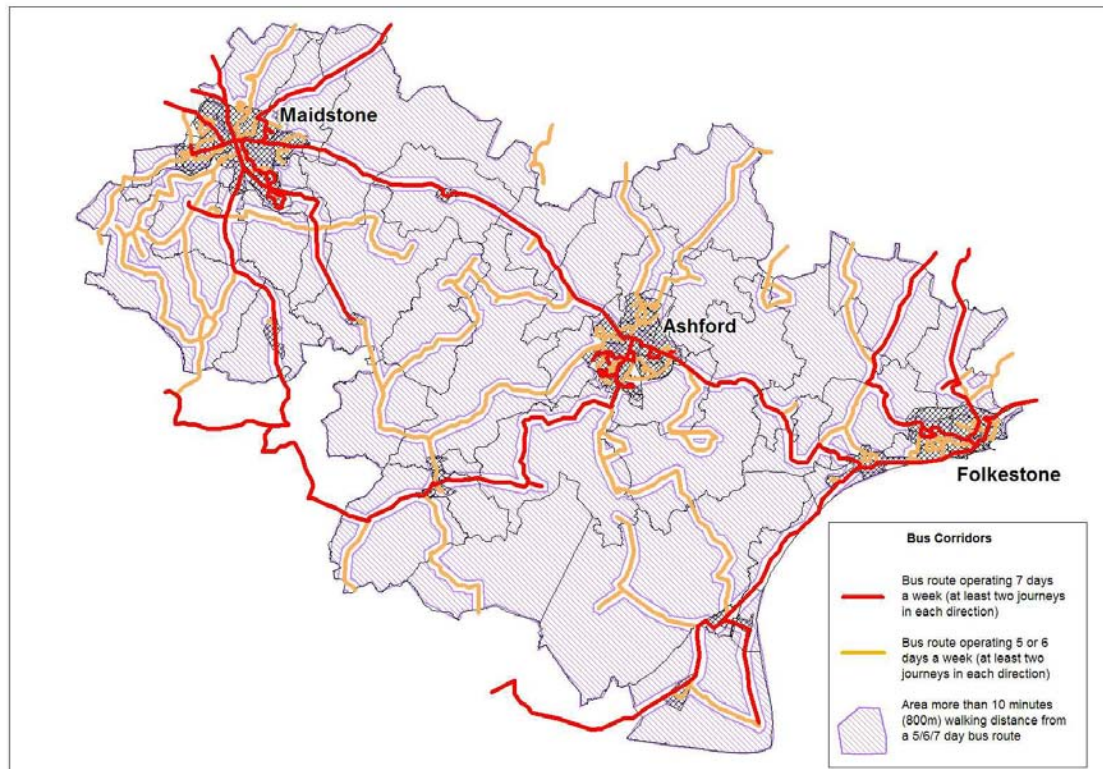 Maidstone
Ashford
Folkestone
Bus Corridors
Bus route operating 7 days
a week (at least two journeys
in each direction)
Bus route operating 5 or 6
days a week (at least two
journeys in each direction)
Area more than 10 minutes
(800m) walking distance from
a 5/6/7 day bus route